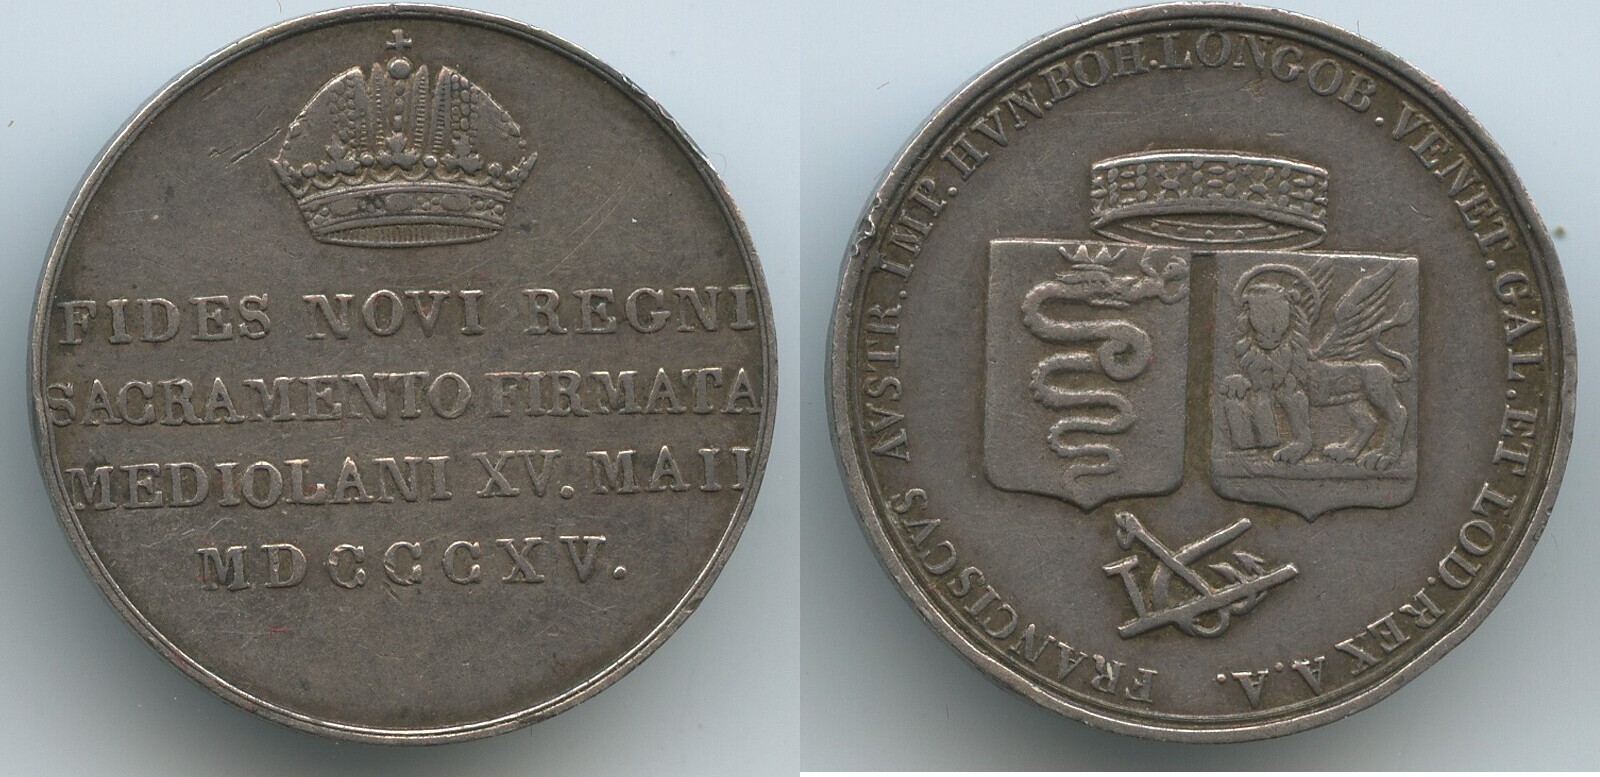 FIDES NOVI REGNI
SACRAMENTO FIRMATA
MEDIOLANI XV. MAII
MDCCCXV.
FRANCISCVS AVSTR. IMP. HVN. BOH. LONGOB. VENET. GAL. ET LOD. REX A. A.